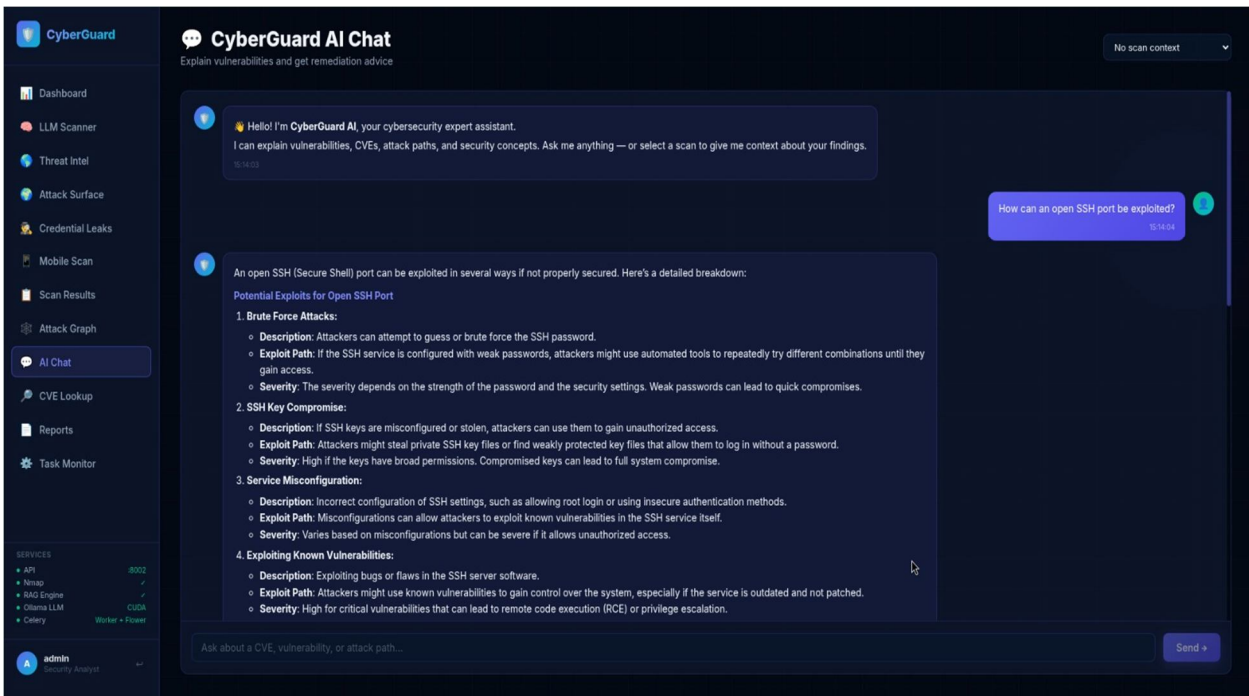 CyberGuard
Dashboard
LLM Scanner
Threat Intel
Attack Surface
Credential Leaks
Mobile Scan
Scan Results
Attack Graph
AI Chat
CVE Lookup
Reports
Task Monitor
SERVICES
API :8002
Nmap ✓
RAG Engine ✓
Ollama LLM CUDA
Celery Worker + Flower
A
admin
Security Analyst
CyberGuard AI Chat
Explain vulnerabilities and get remediation advice
No scan context
Hello! I'm CyberGuard AI, your cybersecurity expert assistant.
I can explain vulnerabilities, CVEs, attack paths, and security concepts. Ask me anything — or select a scan to give me context about your findings.
15:14:03
How can an open SSH port be exploited?
15:14:04
An open SSH (Secure Shell) port can be exploited in several ways if not properly secured. Here's a detailed breakdown:
Potential Exploits for Open SSH Port
1. Brute Force Attacks:
Description: Attackers can attempt to guess or brute force the SSH password.
Exploit Path: If the SSH service is configured with weak passwords, attackers might use automated tools to repeatedly try different combinations until they
gain access.
Severity: The severity depends on the strength of the password and the security settings. Weak passwords can lead to quick compromises.
2. SSH Key Compromise:
Description: If SSH keys are misconfigured or stolen, attackers can use them to gain unauthorized access.
Exploit Path: Attackers might steal private SSH key files or find weakly protected key files that allow them to log in without a password.
Severity: High if the keys have broad permissions. Compromised keys can lead to full system compromise.
3. Service Misconfiguration:
Description: Incorrect configuration of SSH settings, such as allowing root login or using insecure authentication methods.
Exploit Path: Misconfigurations can allow attackers to exploit known vulnerabilities in the SSH service itself.
Severity: Varies based on misconfigurations but can be severe if it allows unauthorized access.
4. Exploiting Known Vulnerabilities:
Description: Exploiting bugs or flaws in the SSH server software.
Exploit Path: Attackers might use known vulnerabilities to gain control over the system, especially if the service is outdated and not patched.
Severity: High for critical vulnerabilities that can lead to remote code execution (RCE) or privilege escalation.
Ask about a CVE, vulnerability, or attack path...
Send →